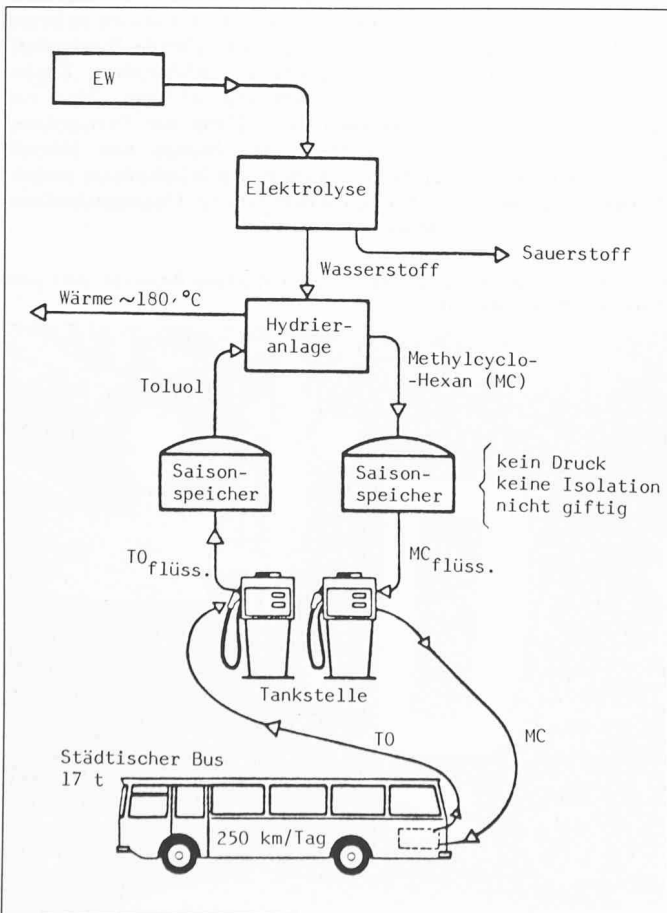 EW
Elektrolyse
Sauerstoff
Wasserstoff
Wärme ~180 °C
Hydrier-
anlage
Toluol
Methylcyclo-
-Hexan (MC)
Saison-
speicher
Saison-
speicher
kein Druck
keine Isolation
nicht giftig
TO flüss.
MC flüss.
Tankstelle
TO
MC
Städtischer Bus
17 t
250 km/Tag